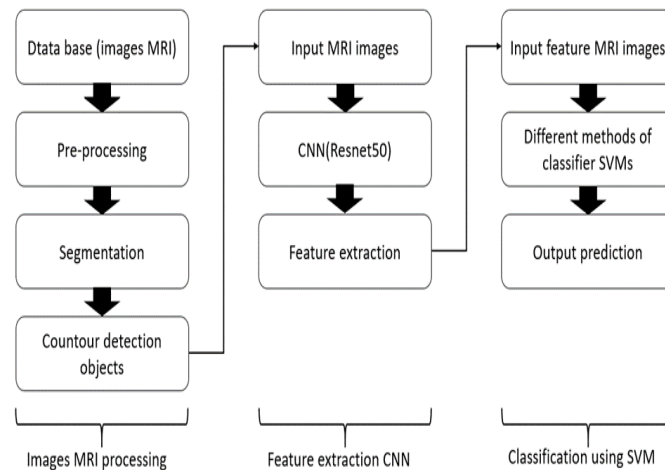 Dtata base (images MRI)
Pre-processing
Segmentation
Countour detection
objects
Images MRI processing
Input MRI images
CNN(Resnet50)
Feature extraction
Feature extraction CNN
Input feature MRI images
Different methods of
classifier SVMs
Output prediction
Classification using SVM